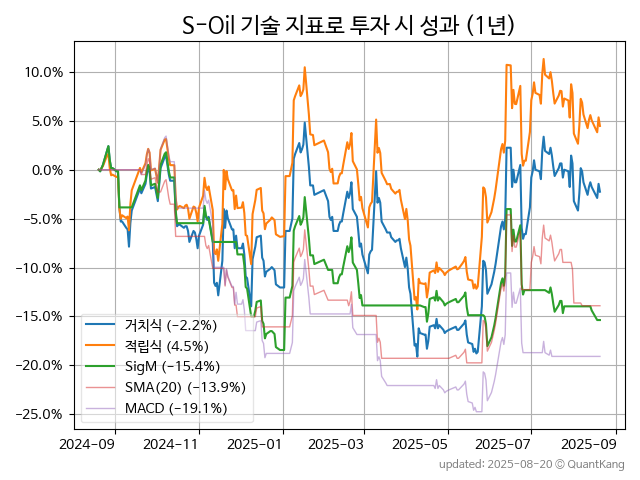 S-Oil 기술 지표로 투자 시 성과 (1년)
10.0%
5.0%
0.0%
−5.0%
−10.0%
−15.0%
−20.0%
−25.0%
거치식 (−2.2%)
적립식 (4.5%)
SigM (−15.4%)
SMA(20) (−13.9%)
MACD (−19.1%)
2024-09 2024-11 2025-01 2025-03 2025-05 2025-07 2025-09
updated: 2025-08-20 © QuantKang